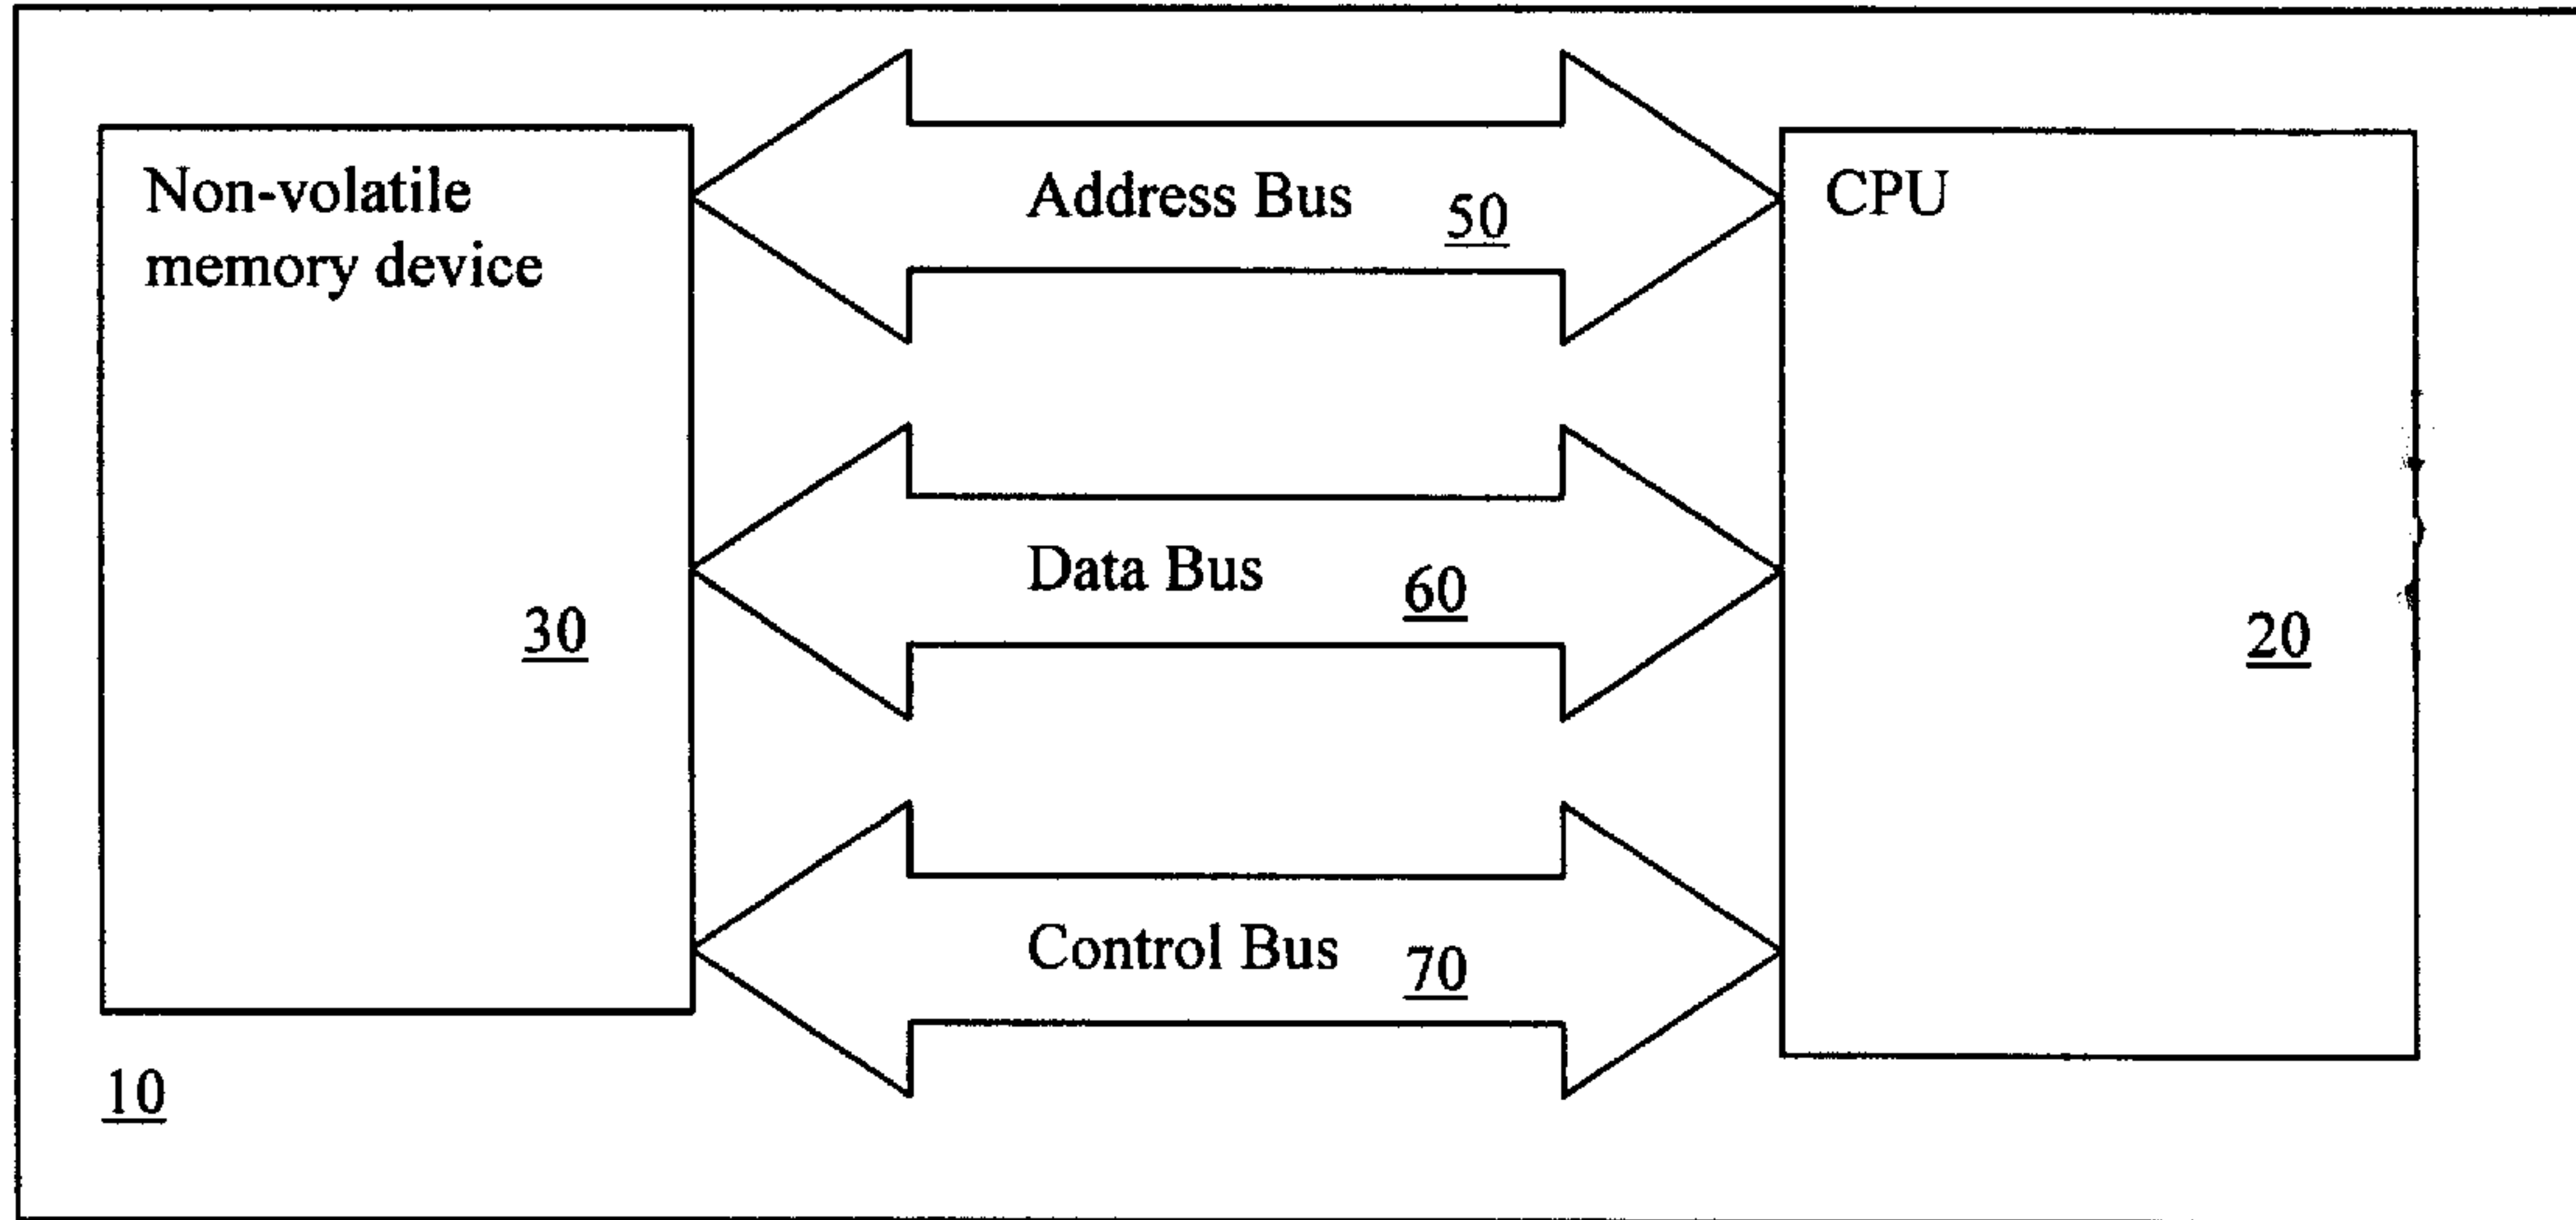 Non-volatile
memory device
30
Address Bus 50
Data Bus 60
Control Bus 70
CPU
20
10